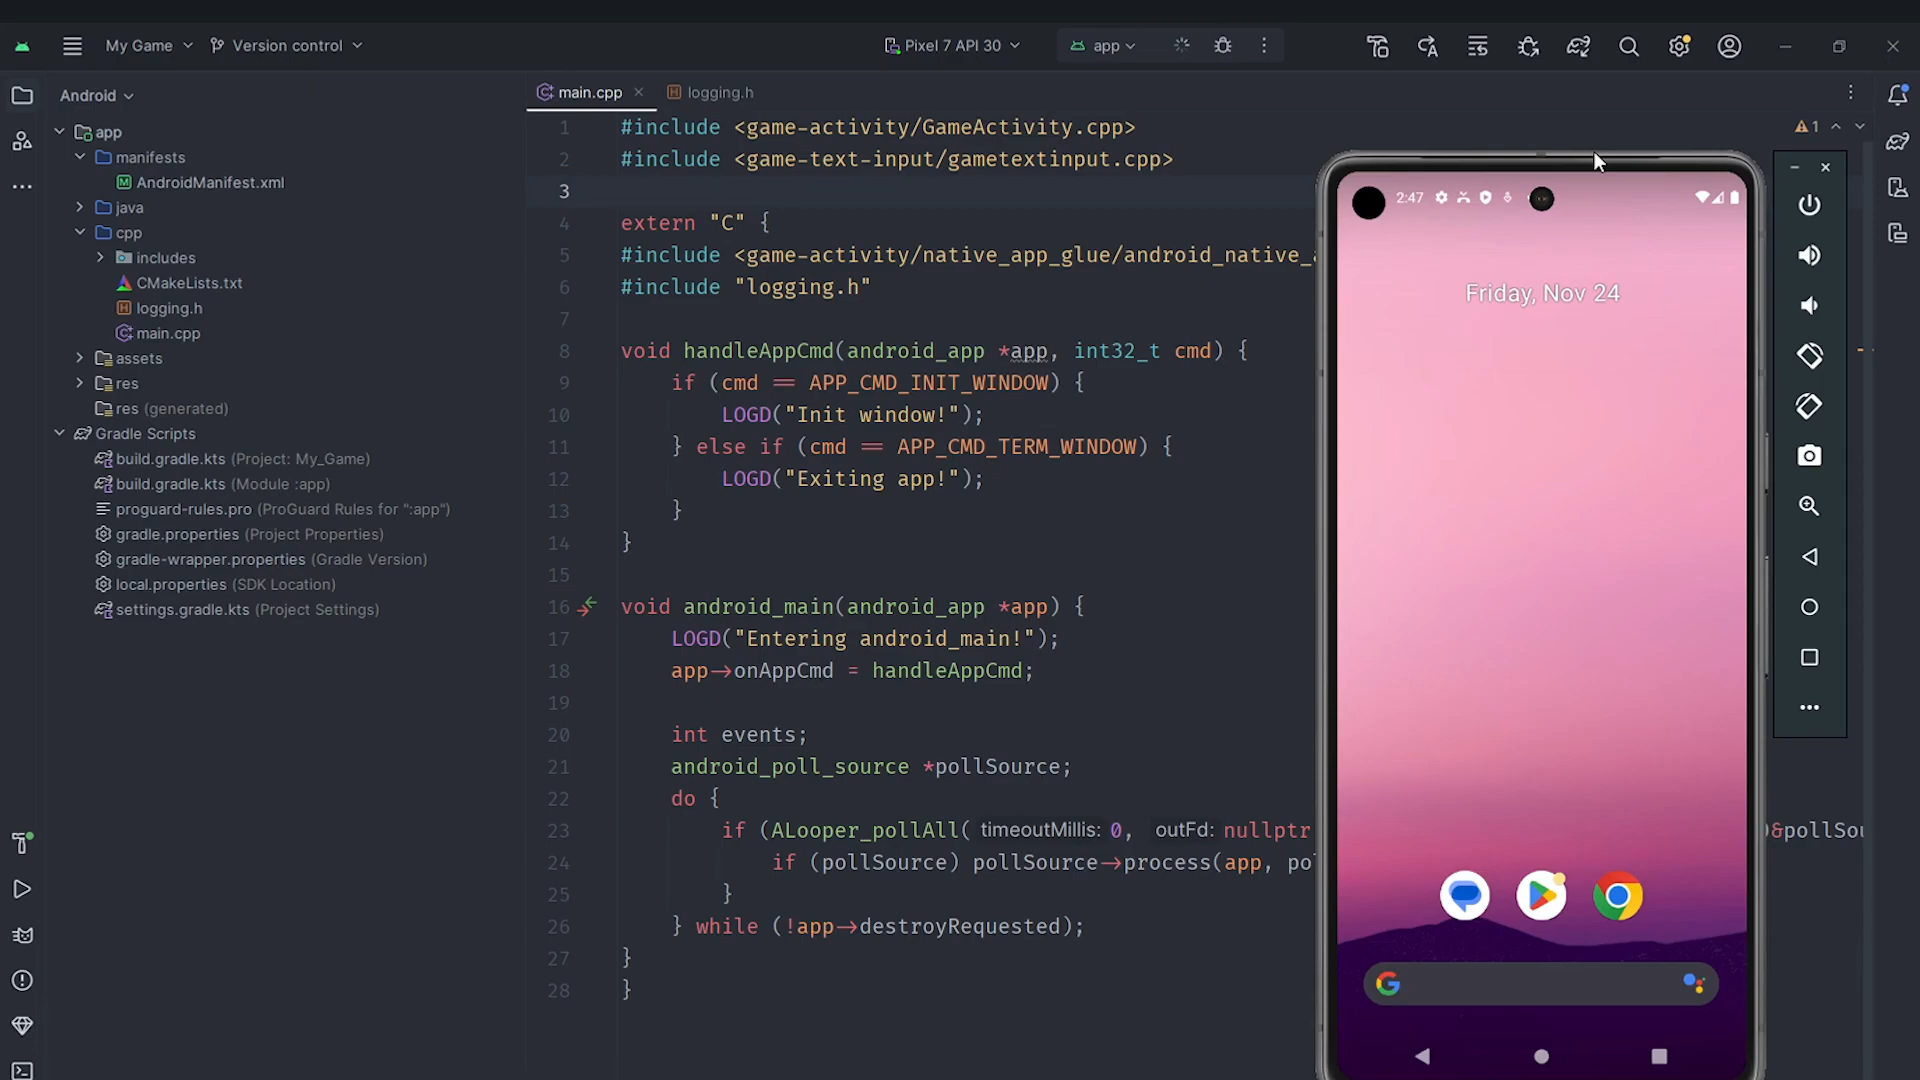 My Game
Version control
Pixel 7 API 30
app
Android
app
manifests
AndroidManifest.xml
java
cpp
includes
CMakeLists.txt
logging.h
main.cpp
assets
res
res (generated)
Gradle Scripts
build.gradle.kts (Project: My_Game)
build.gradle.kts (Module :app)
proguard-rules.pro (ProGuard Rules for ":app")
gradle.properties (Project Properties)
gradle-wrapper.properties (Gradle Version)
local.properties (SDK Location)
settings.gradle.kts (Project Settings)
main.cpp
logging.h
1
1 #include <game-activity/GameActivity.cpp>
2 #include <game-text-input/gametextinput.cpp>
3
4 extern "C" {
5 #include <game-activity/native_app_glue/android_native_a
6 #include "logging.h"
7
8 void handleAppCmd(android_app *app, int32_t cmd) {
9 if (cmd == APP_CMD_INIT_WINDOW) {
10 LOGD("Init window!");
11 } else if (cmd == APP_CMD_TERM_WINDOW) {
12 LOGD("Exiting app!");
13 }
14 }
15
16 void android_main(android_app *app) {
17 LOGD("Entering android_main!");
18 app->onAppCmd = handleAppCmd;
19
20 int events;
21 android_poll_source *pollSource;
22 do {
23 if (ALooper_pollAll( timeoutMillis: 0, outFd: nullptr )&pollSou
24 if (pollSource) pollSource->process(app, po
25 }
26 } while (!app->destroyRequested);
27 }
28 }
2:47
Friday, Nov 24